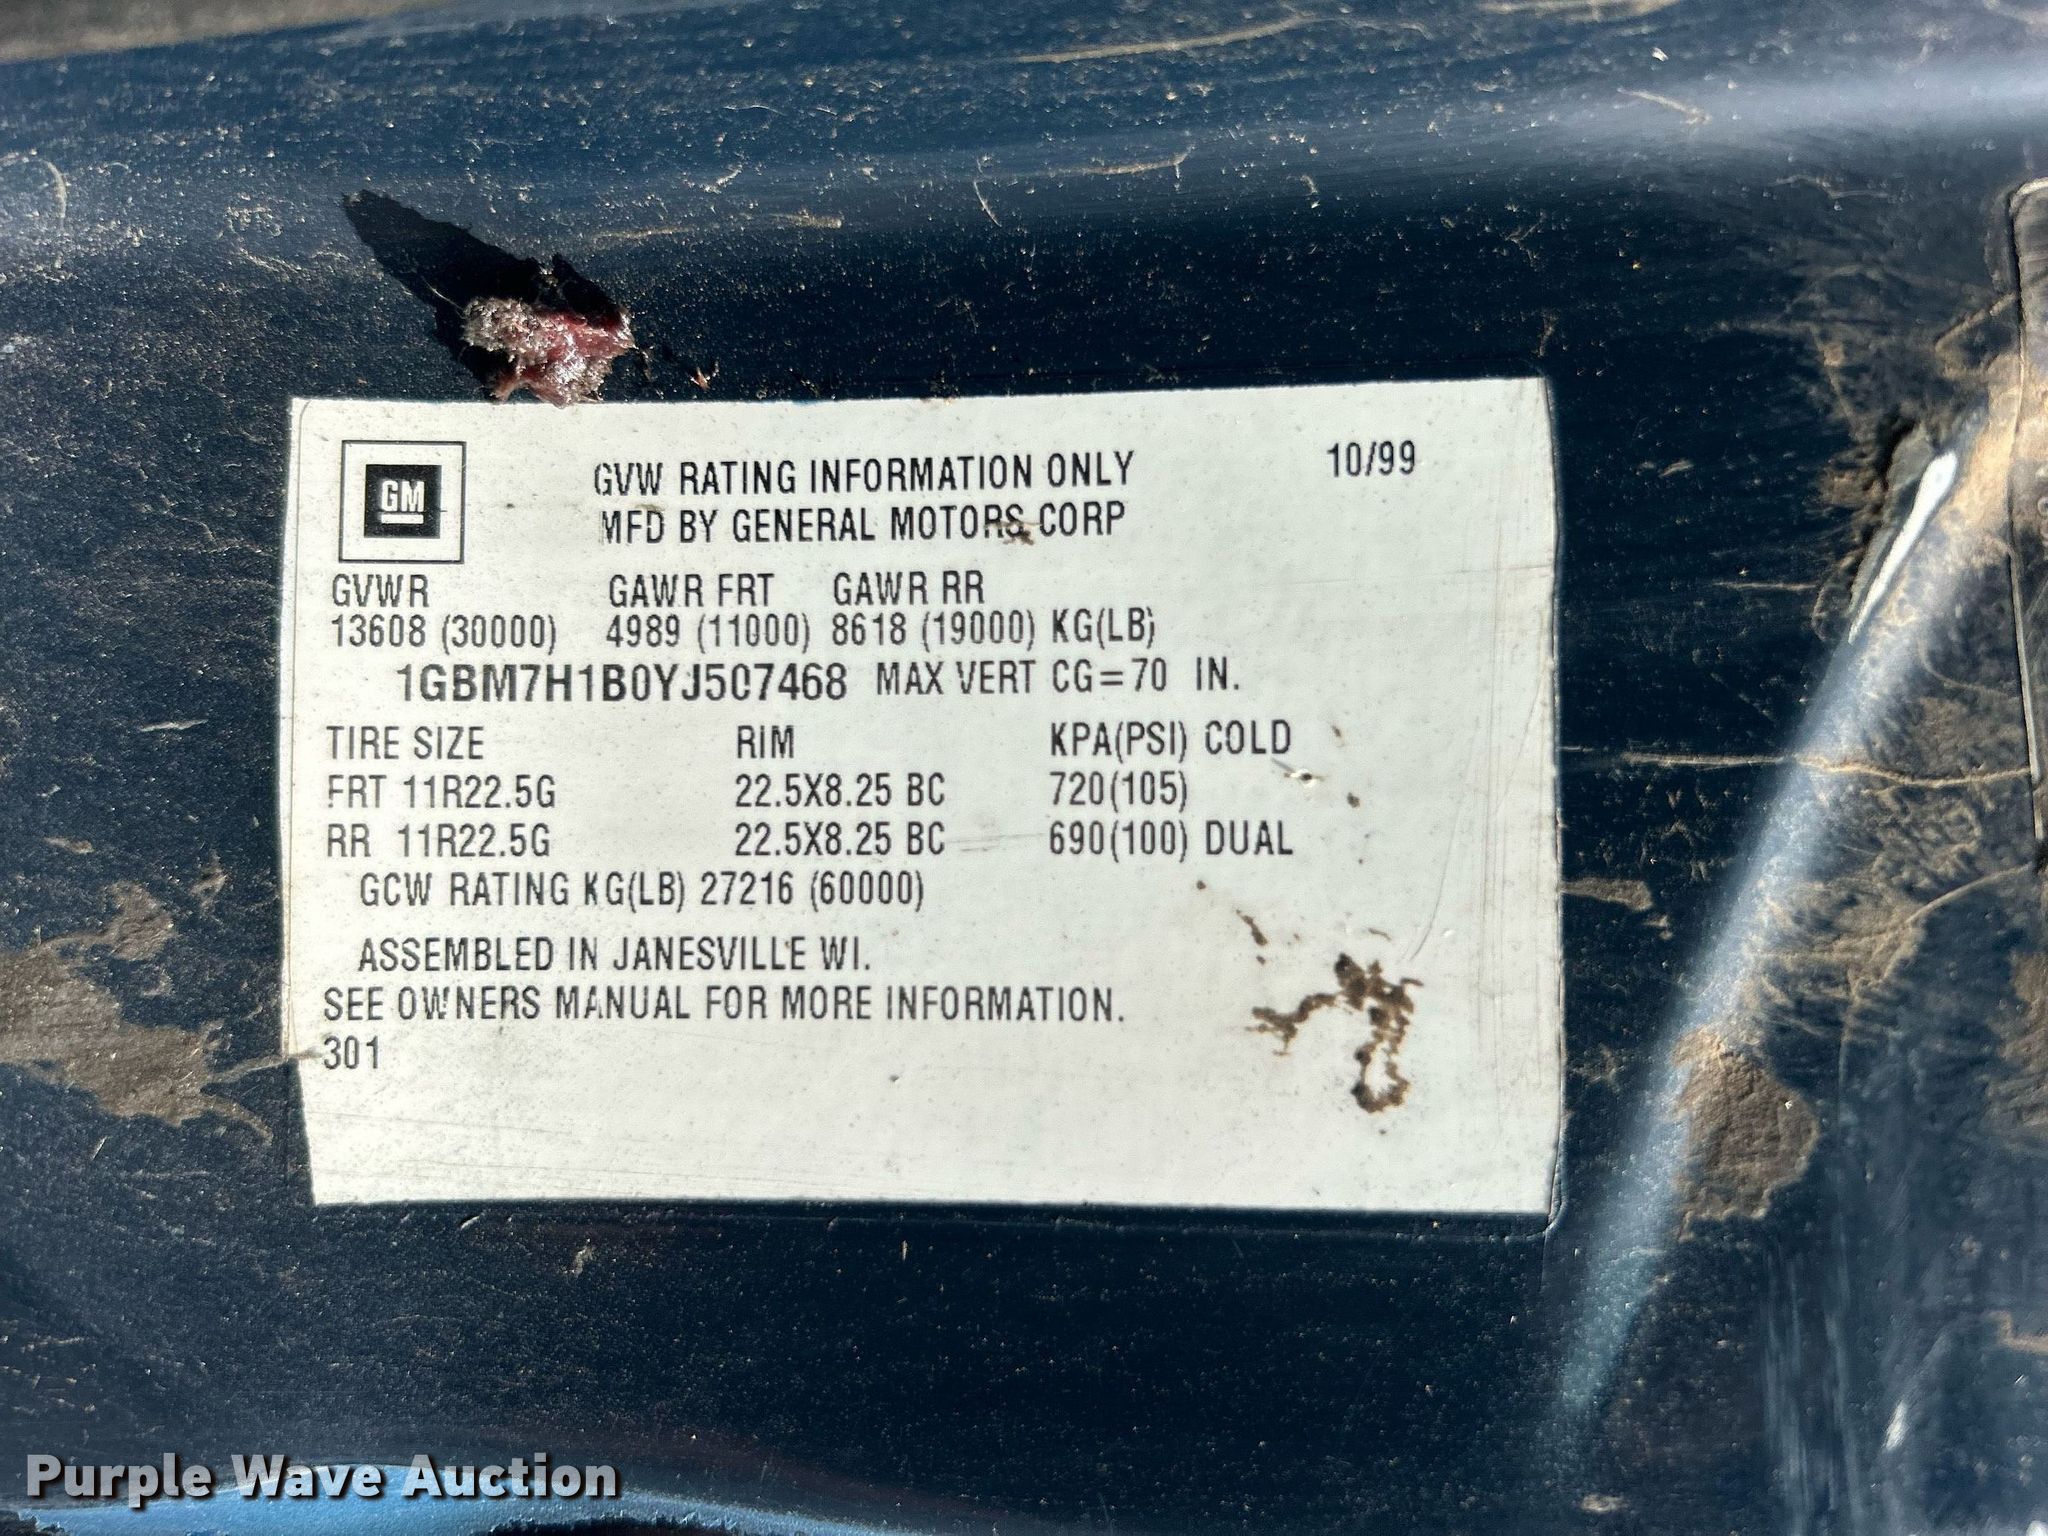 GM
GVW RATING INFORMATION ONLY 10/99
MFD BY GENERAL MOTORS CORP
GVWR GAWR FRT GAWR RR
13608 (30000) 4989 (11000) 8618 (19000) KG(LB)
1GBM7H1B0YJ507468 MAX VERT CG=70 IN.
TIRE SIZE RIM KPA(PSI) COLD
FRT 11R22.5G 22.5X8.25 BC 720(105)
RR 11R22.5G 22.5X8.25 BC 690(100) DUAL
GCW RATING KG(LB) 27216 (60000)
ASSEMBLED IN JANESVILLE WI.
SEE OWNERS MANUAL FOR MORE INFORMATION.
301
Purple Wave Auction